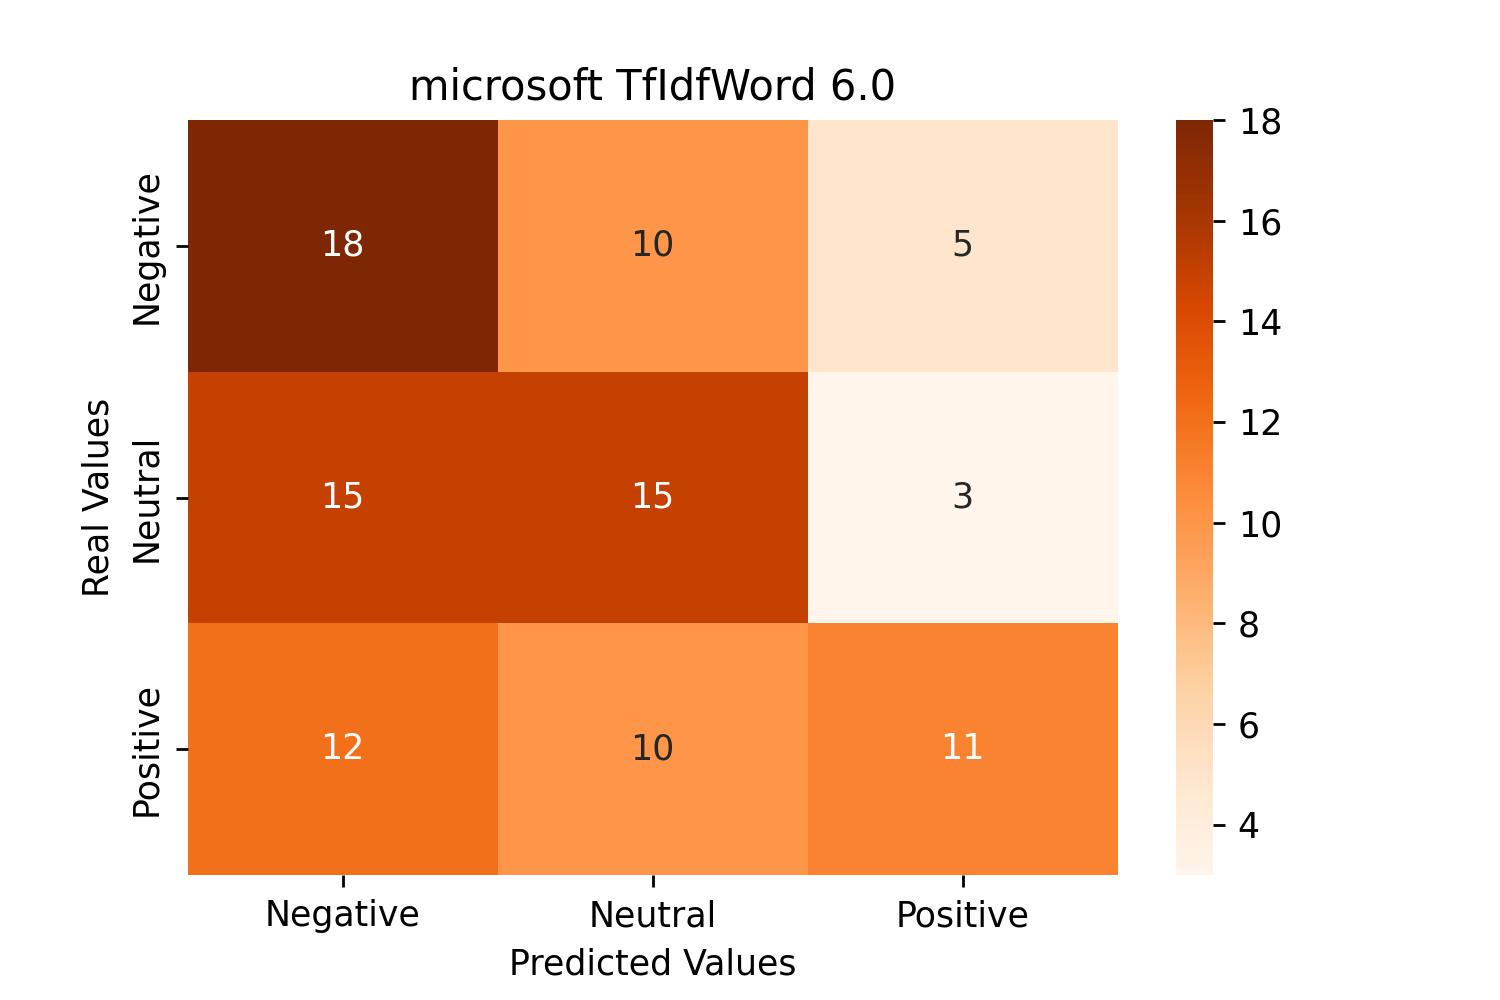 microsoft TfIdfWord 6.0
Real Values
Negative
18 10 5
Neutral
15 15 3
Positive
12 10 11
Negative Neutral Positive
Predicted Values
18
16
14
12
10
8
6
4